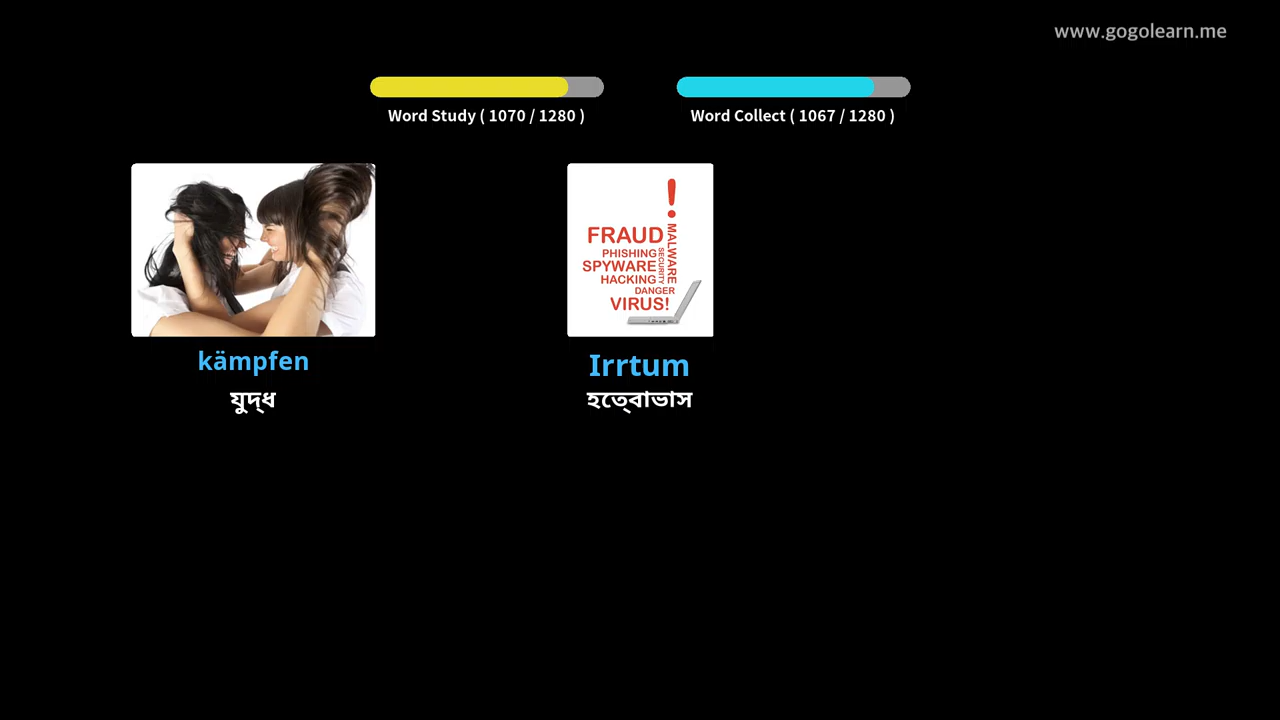 www.gogolearn.me
Word Study ( 1070 / 1280 )
Word Collect ( 1067 / 1280 )
!
FRAUD
PHISHING
SPYWARE
HACKING
DANGER
VIRUS!
MALWARE
SECURITY
kämpfen
যুদ্ধ
Irrtum
হেত্বাভাস